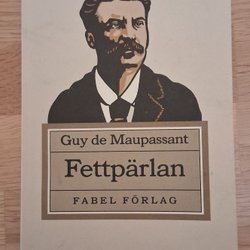 Guy de Maupassant
Fettpärlan
FABEL FÖRLAG